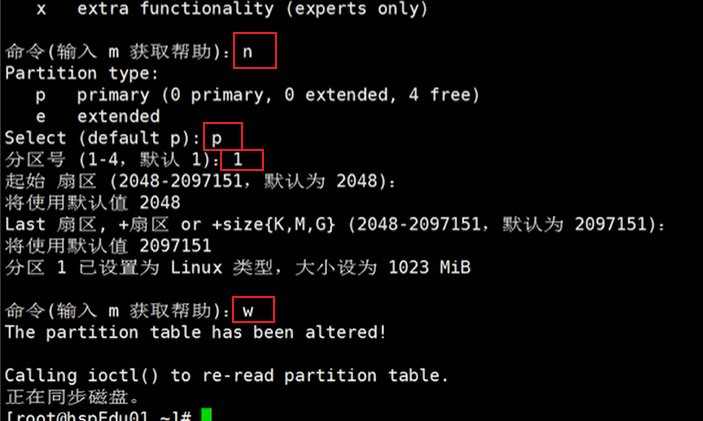 x extra functionality (experts only)
命令(输入 m 获取帮助)：n
Partition type:
p primary (0 primary, 0 extended, 4 free)
e extended
Select (default p): p
分区号 (1-4，默认 1)：1
起始 扇区 (2048-2097151，默认为 2048)：
将使用默认值 2048
Last 扇区, +扇区 or +size{K,M,G} (2048-2097151，默认为 2097151)：
将使用默认值 2097151
分区 1 已设置为 Linux 类型，大小设为 1023 MiB
命令(输入 m 获取帮助)：w
The partition table has been altered!
Calling ioctl() to re-read partition table.
正在同步磁盘。
[root@hspEdu01 ~]#